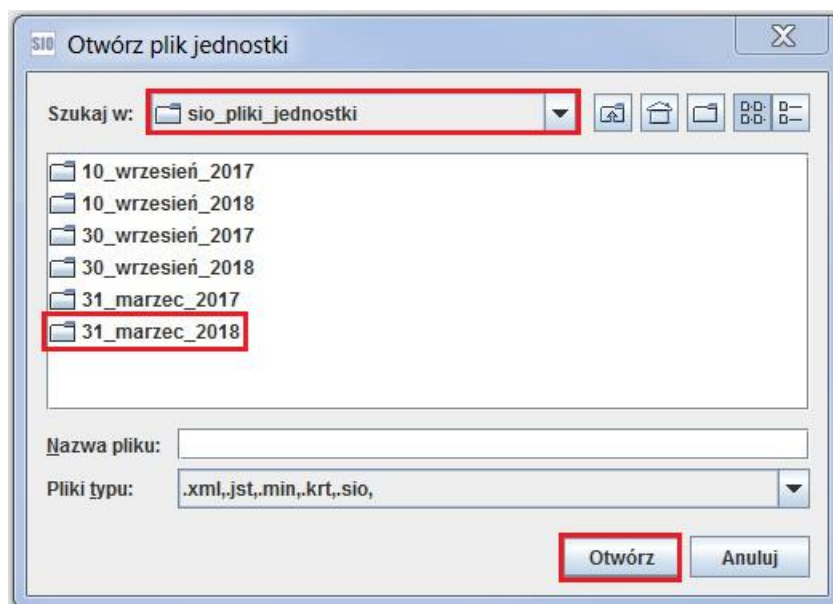 SIO Otwórz plik jednostki
Szukaj w: sio_pliki_jednostki
10_wrzesień_2017
10_wrzesień_2018
30_wrzesień_2017
30_wrzesień_2018
31_marzec_2017
31_marzec_2018
Nazwa pliku:
Pliki typu: .xml,.jst,.min,.krt,.sio,
Otwórz Anuluj